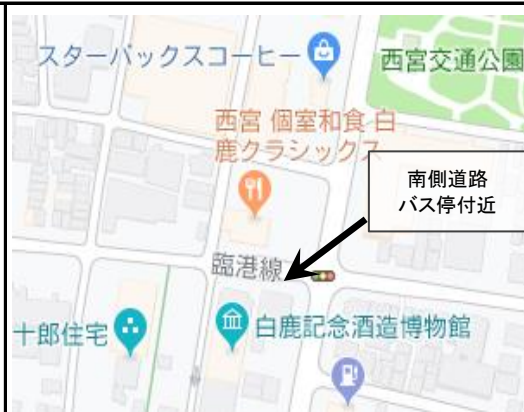 スターバックスコーヒー
西宮交通公園
西宮 個室和食 白
鹿クラシックス
南側道路
バス停付近
臨港線
十郎住宅
白鹿記念酒造博物館